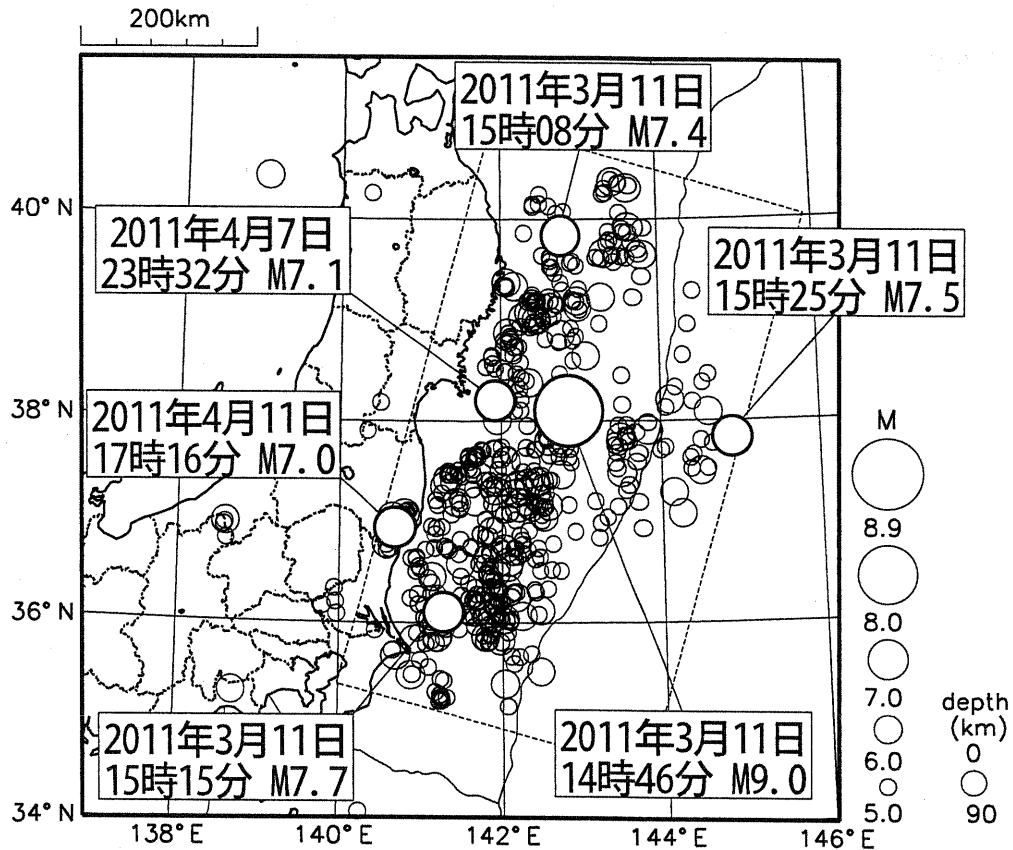 200km
2011年3月11日
15時08分 M7.4
40°N
2011年4月7日
23時32分 M7.1
2011年3月11日
15時25分 M7.5
38°N
2011年4月11日
17時16分 M7.0
M
8.9
8.0
7.0
6.0
5.0
depth
(km)
0
90
36°N
2011年3月11日
15時15分 M7.7
2011年3月11日
14時46分 M9.0
34°N
138°E
140°E
142°E
144°E
146°E